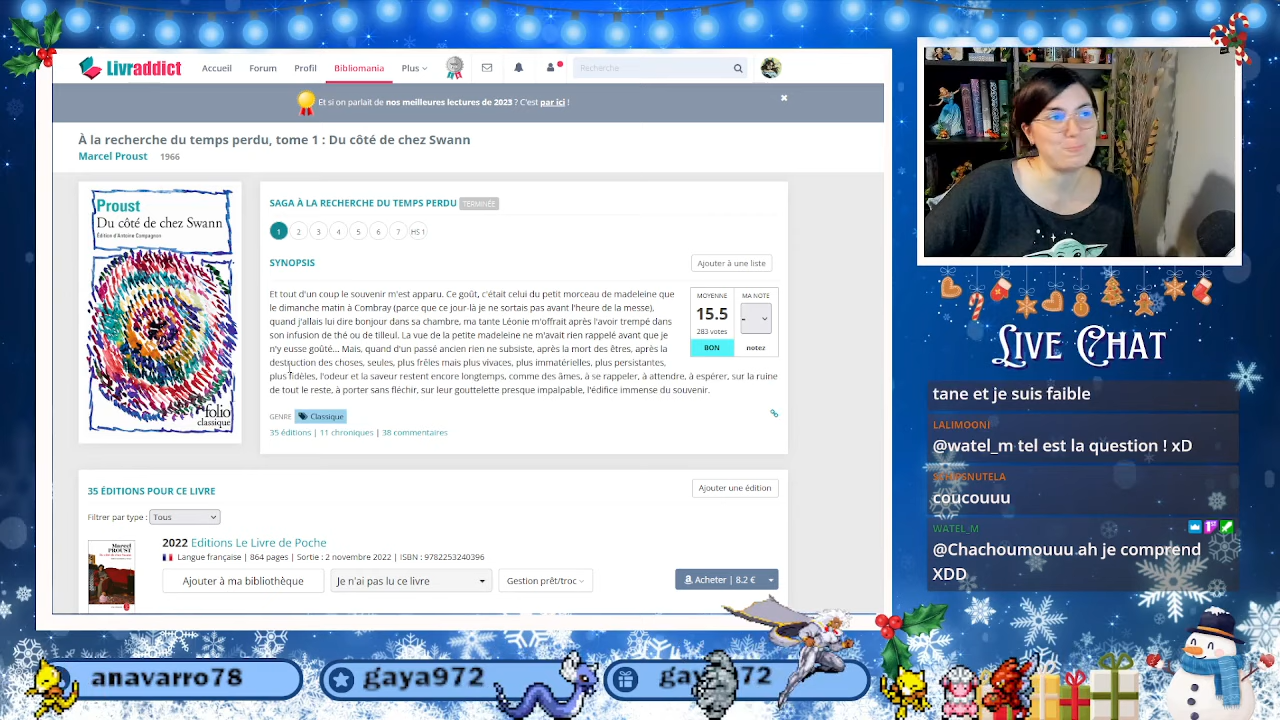 Livraddict
Accueil
Forum
Profil
Bibliomania
Plus
Recherche
Et si on parlait de nos meilleures lectures de 2023 ? C'est par ici !
À la recherche du temps perdu, tome 1 : Du côté de chez Swann
Marcel Proust 1966
Proust
Du côté de chez Swann
Édition d'Antoine Compagnon
folio
classique
SAGA À LA RECHERCHE DU TEMPS PERDU TERMINÉE
1 2 3 4 5 6 7 HS 1
SYNOPSIS
Ajouter à une liste
Et tout d'un coup le souvenir m'est apparu. Ce goût, c'était celui du petit morceau de madeleine que
le dimanche matin à Combray (parce que ce jour-là je ne sortais pas avant l'heure de la messe),
quand j'allais lui dire bonjour dans sa chambre, ma tante Léonie m'offrait après l'avoir trempé dans
son infusion de thé ou de tilleul. La vue de la petite madeleine ne m'avait rien rappelé avant que je
n'y eusse goûté... Mais, quand d'un passé ancien rien ne subsiste, après la mort des êtres, après la
destruction des choses, seules, plus frêles mais plus vivaces, plus immatérielles, plus persistantes,
plus fidèles, l'odeur et la saveur restent encore longtemps, comme des âmes, à se rappeler, à attendre, à espérer, sur la ruine
de tout le reste, à porter sans fléchir, sur leur gouttelette presque impalpable, l'édifice immense du souvenir.
MOYENNE
15.5
283 votes
BON
MA NOTE
-
notez
GENRE Classique
35 éditions | 11 chroniques | 38 commentaires
35 ÉDITIONS POUR CE LIVRE
Ajouter une édition
Filtrer par type : Tous
Marcel
PROUST
2022 Editions Le Livre de Poche
Langue française | 864 pages | Sortie : 2 novembre 2022 | ISBN : 9782253240396
Ajouter à ma bibliothèque
Je n'ai pas lu ce livre
Gestion prêt/troc
Acheter | 8.2 €
LIVE CHAT
tane et je suis faible
LALIMOONI
@watel_m tel est la question ! xD
coucouuu
WATEL_M
@Chachoumouuu ah je comprend
XDD
anavarro78
gaya972